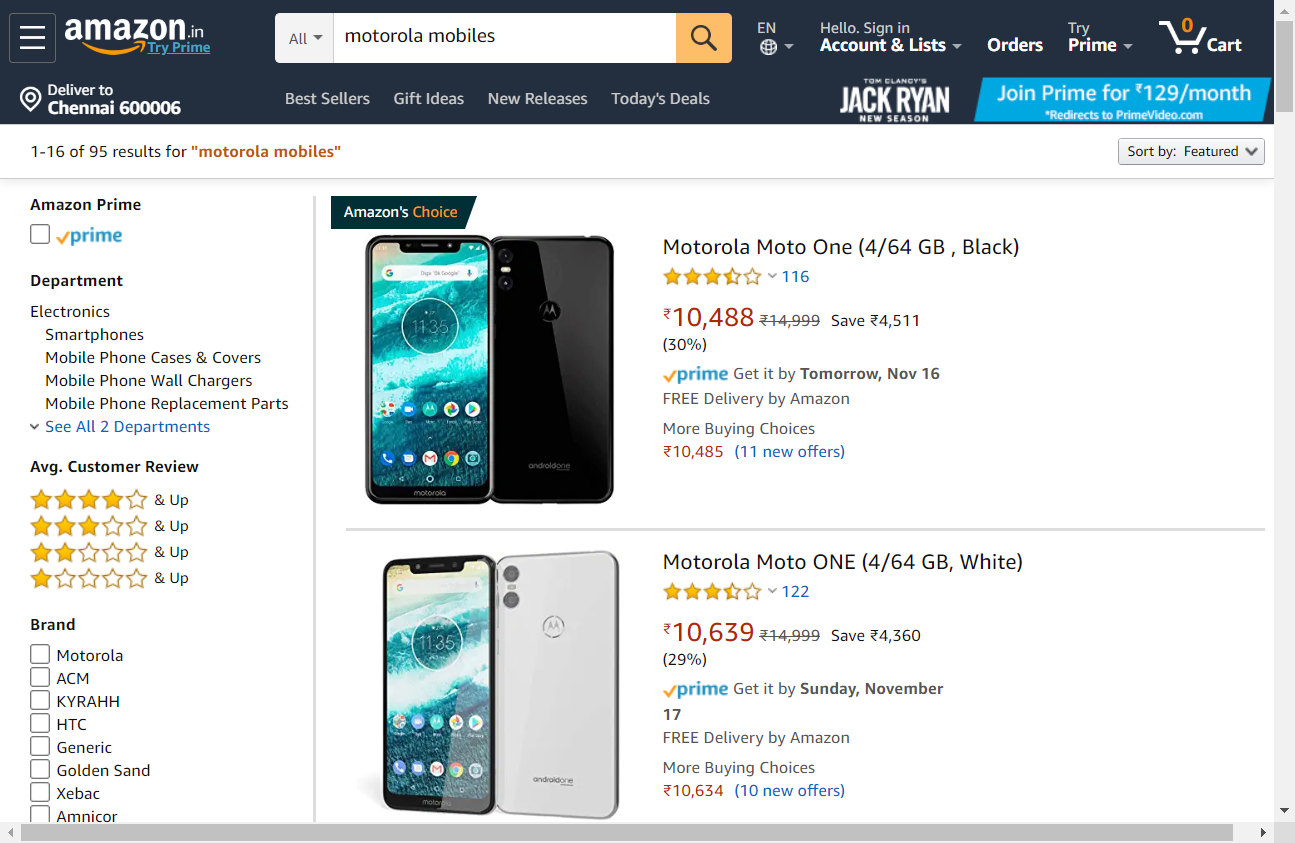 amazon.in
Try Prime
All
motorola mobiles
EN
Hello. Sign in
Account & Lists
Orders
Try
Prime
0
Cart
Deliver to
Chennai 600006
Best Sellers
Gift Ideas
New Releases
Today's Deals
TOM CLANCY'S
JACK RYAN
NEW SEASON
Join Prime for ₹129/month
*Redirects to PrimeVideo.com
1-16 of 95 results for "motorola mobiles"
Sort by: Featured
Amazon Prime
prime
Department
Electronics
Smartphones
Mobile Phone Cases & Covers
Mobile Phone Wall Chargers
Mobile Phone Replacement Parts
See All 2 Departments
Avg. Customer Review
& Up
& Up
& Up
& Up
Brand
Motorola
ACM
KYRAHH
HTC
Generic
Golden Sand
Xebac
Amnicor
Amazon's Choice
11:35
androidone
motorola
Motorola Moto One (4/64 GB , Black)
116
₹10,488 ₹14,999 Save ₹4,511
(30%)
prime Get it by Tomorrow, Nov 16
FREE Delivery by Amazon
More Buying Choices
₹10,485 (11 new offers)
11:35
androidone
motorola
Motorola Moto ONE (4/64 GB, White)
122
₹10,639 ₹14,999 Save ₹4,360
(29%)
prime Get it by Sunday, November
17
FREE Delivery by Amazon
More Buying Choices
₹10,634 (10 new offers)